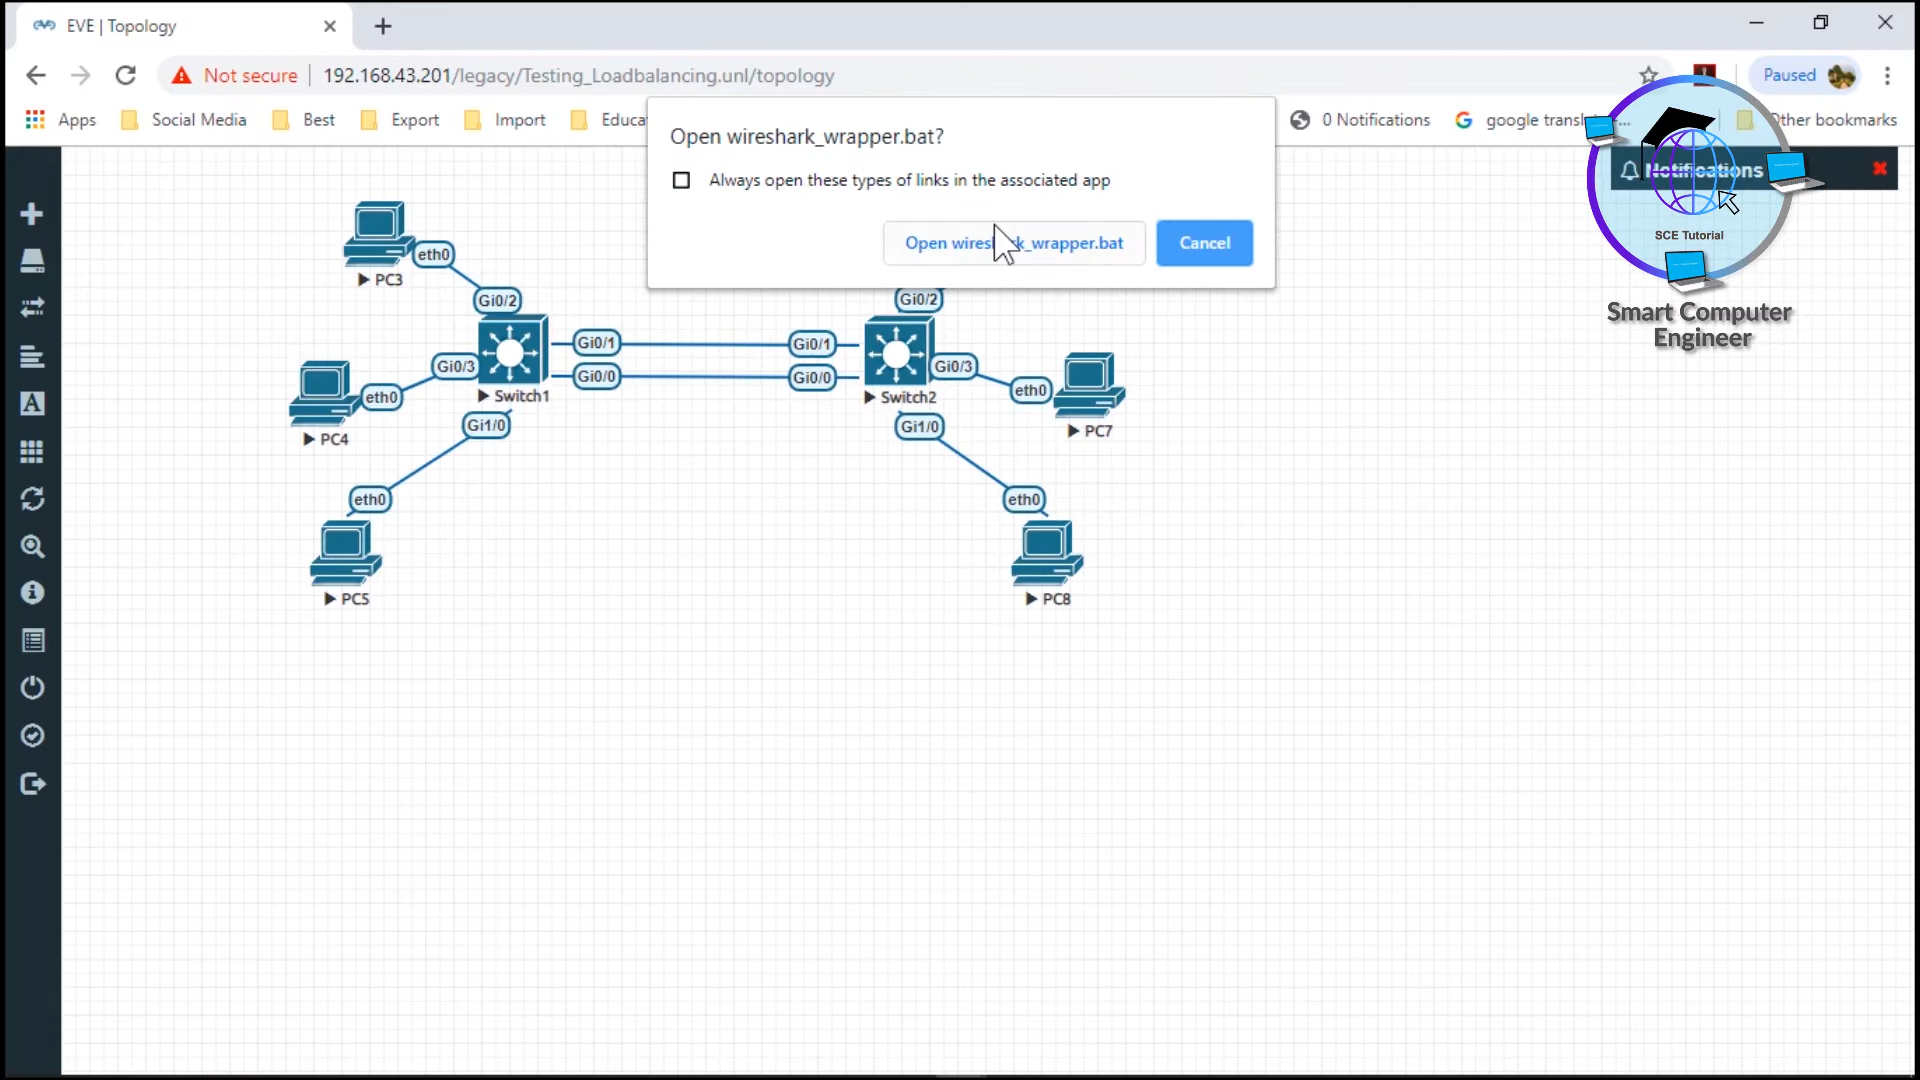 EVE | Topology
Not secure
192.168.43.201/legacy/Testing_Loadbalancing.unl/topology
Paused
Apps
Social Media
Best
Export
Import
0 Notifications
google
Other bookmarks
Open wireshark_wrapper.bat?
Always open these types of links in the associated app
Open wireshark_wrapper.bat
Cancel
Notifications
SCE Tutorial
Smart Computer
Engineer
eth0
PC3
Gi0/2
Gi0/2
Gi0/1
Gi0/1
Gi0/3
Gi0/3
Gi0/0
Gi0/0
eth0
eth0
Switch1
Switch2
Gi1/0
Gi1/0
PC4
PC7
eth0
eth0
PC5
PC8